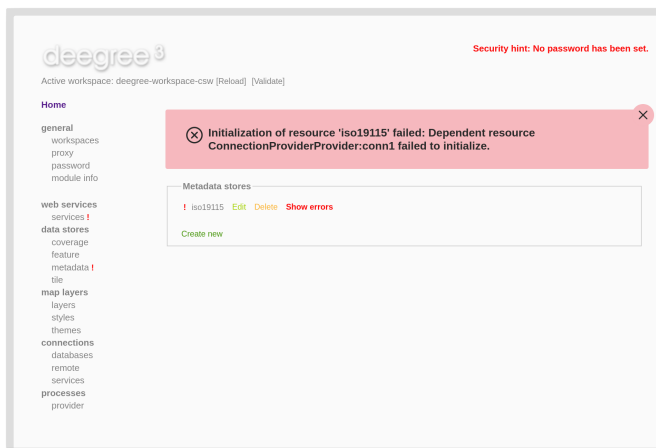 deegree 3
Security hint: No password has been set.
Active workspace: deegree-workspace-csw [Reload] [Validate]
Home
general
workspaces
proxy
password
module info
web services
services !
data stores
coverage
feature
metadata !
tile
map layers
layers
styles
themes
connections
databases
remote
services
processes
provider
Initialization of resource 'iso19115' failed: Dependent resource
ConnectionProviderProvider:conn1 failed to initialize.
Metadata stores
! iso19115 Edit Delete Show errors
Create new